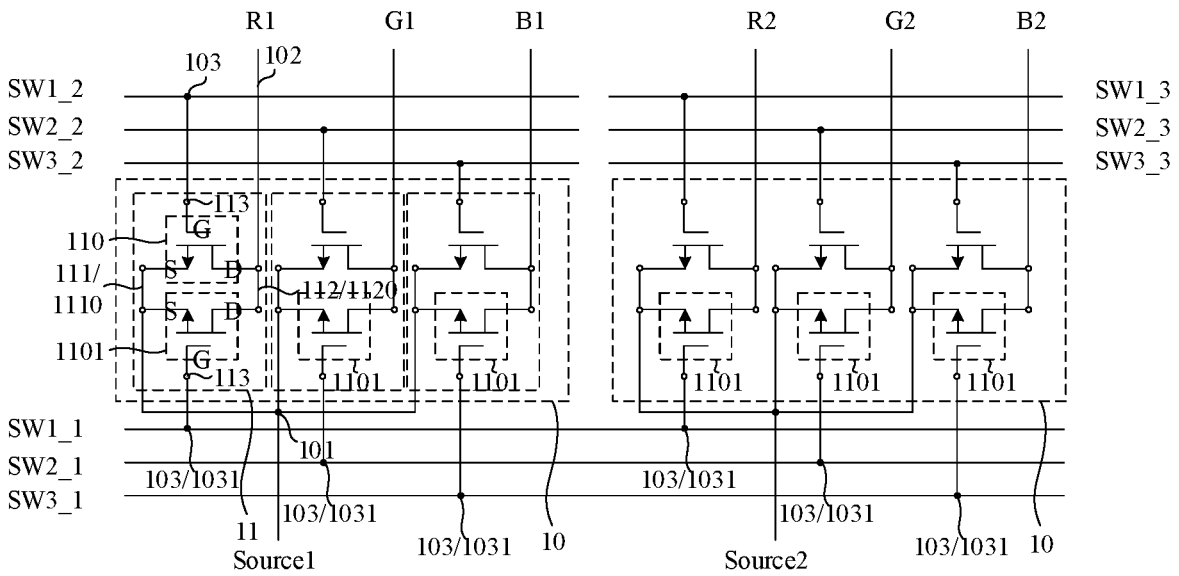 R1 G1 B1 R2 G2 B2
103 102
SW1_2 SW1_3
SW2_2 SW2_3
SW3_2 SW3_3
113
110 G
S D
111/
1110 112/1120
S D
1101 G 1101 1101 1101 1101 1101
113
SW1_1 101
SW2_1 103/1031 103/1031
SW3_1 103/1031 103/1031
11 103/1031 10 103/1031 10
Source1 Source2